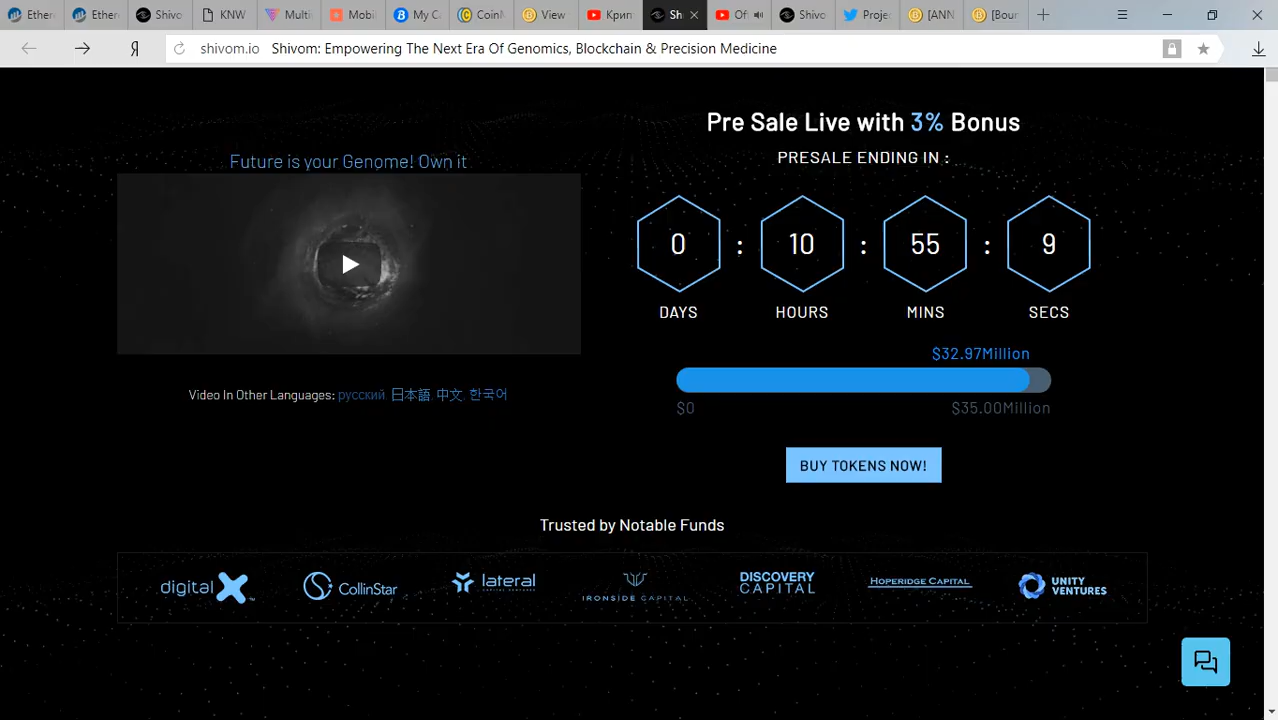 Ether
Ether
Shivo
KNW
Multi
Mobi
My C
CoinM
View
Крип
Sh
Of
Shivo
Proje
[ANN
[Boun
Я
shivom.io Shivom: Empowering The Next Era Of Genomics, Blockchain & Precision Medicine
Future is your Genome! Own it
Video In Other Languages: русский, 日本語, 中文, 한국어
Pre Sale Live with 3% Bonus
PRESALE ENDING IN :
0 : 10 : 55 : 9
DAYS HOURS MINS SECS
$32.97Million
$0 $35.00Million
BUY TOKENS NOW!
Trusted by Notable Funds
digital X
CollinStar
lateral
IRONSIDE CAPITAL
DISCOVERY
CAPITAL
HOPERIDGE CAPITAL
UNITY
VENTURES